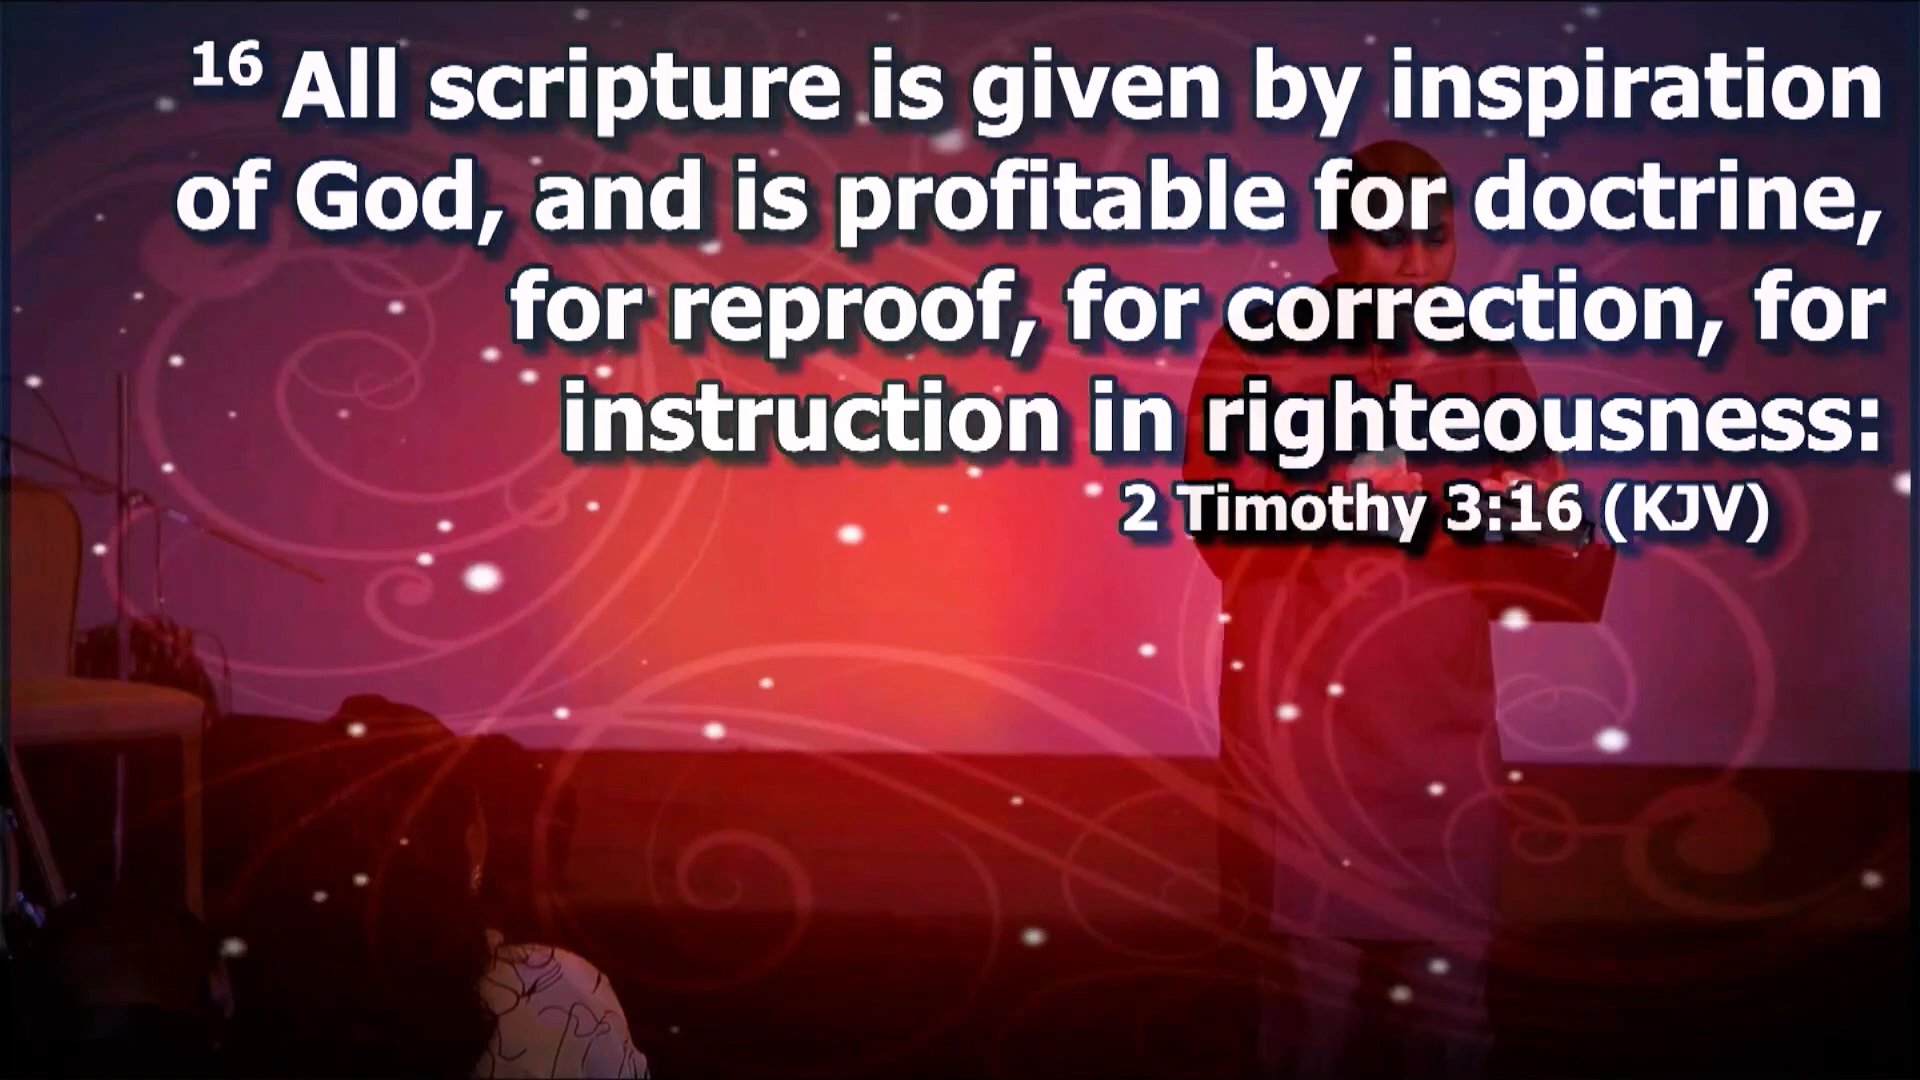 16 All scripture is given by inspiration
of God, and is profitable for doctrine,
for reproof, for correction, for
instruction in righteousness:
2 Timothy 3:16 (KJV)